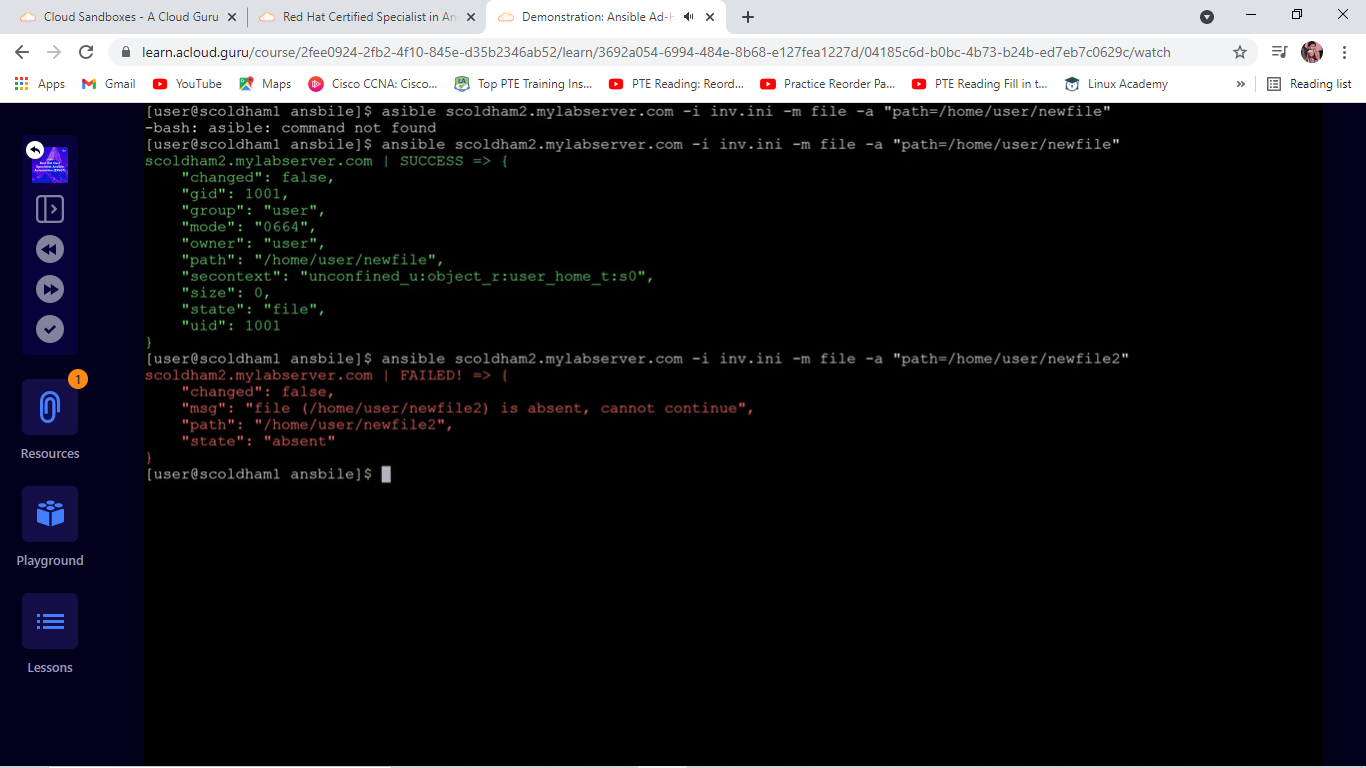 Cloud Sandboxes - A Cloud Guru
Red Hat Certified Specialist in An
Demonstration: Ansible Ad-H
learn.acloud.guru/course/2fee0924-2fb2-4f10-845e-d35b2346ab52/learn/3692a054-6994-484e-8b68-e127fea1227d/04185c6d-b0bc-4b73-b24b-ed7eb7c0629c/watch
Apps
Gmail
YouTube
Maps
Cisco CCNA: Cisco...
Top PTE Training Ins...
PTE Reading: Reord...
Practice Reorder Pa...
PTE Reading Fill in t...
Linux Academy
»
Reading list
[user@scoldham1 ansbile]$ asible scoldham2.mylabserver.com -i inv.ini -m file -a "path=/home/user/newfile"
-bash: asible: command not found
[user@scoldham1 ansbile]$ ansible scoldham2.mylabserver.com -i inv.ini -m file -a "path=/home/user/newfile"
scoldham2.mylabserver.com | SUCCESS => {
"changed": false,
"gid": 1001,
"group": "user",
"mode": "0664",
"owner": "user",
"path": "/home/user/newfile",
"secontext": "unconfined_u:object_r:user_home_t:s0",
"size": 0,
"state": "file",
"uid": 1001
}
[user@scoldham1 ansbile]$ ansible scoldham2.mylabserver.com -i inv.ini -m file -a "path=/home/user/newfile2"
scoldham2.mylabserver.com | FAILED! => {
"changed": false,
"msg": "file (/home/user/newfile2) is absent, cannot continue",
"path": "/home/user/newfile2",
"state": "absent"
}
[user@scoldham1 ansbile]$
1
Resources
Playground
Lessons